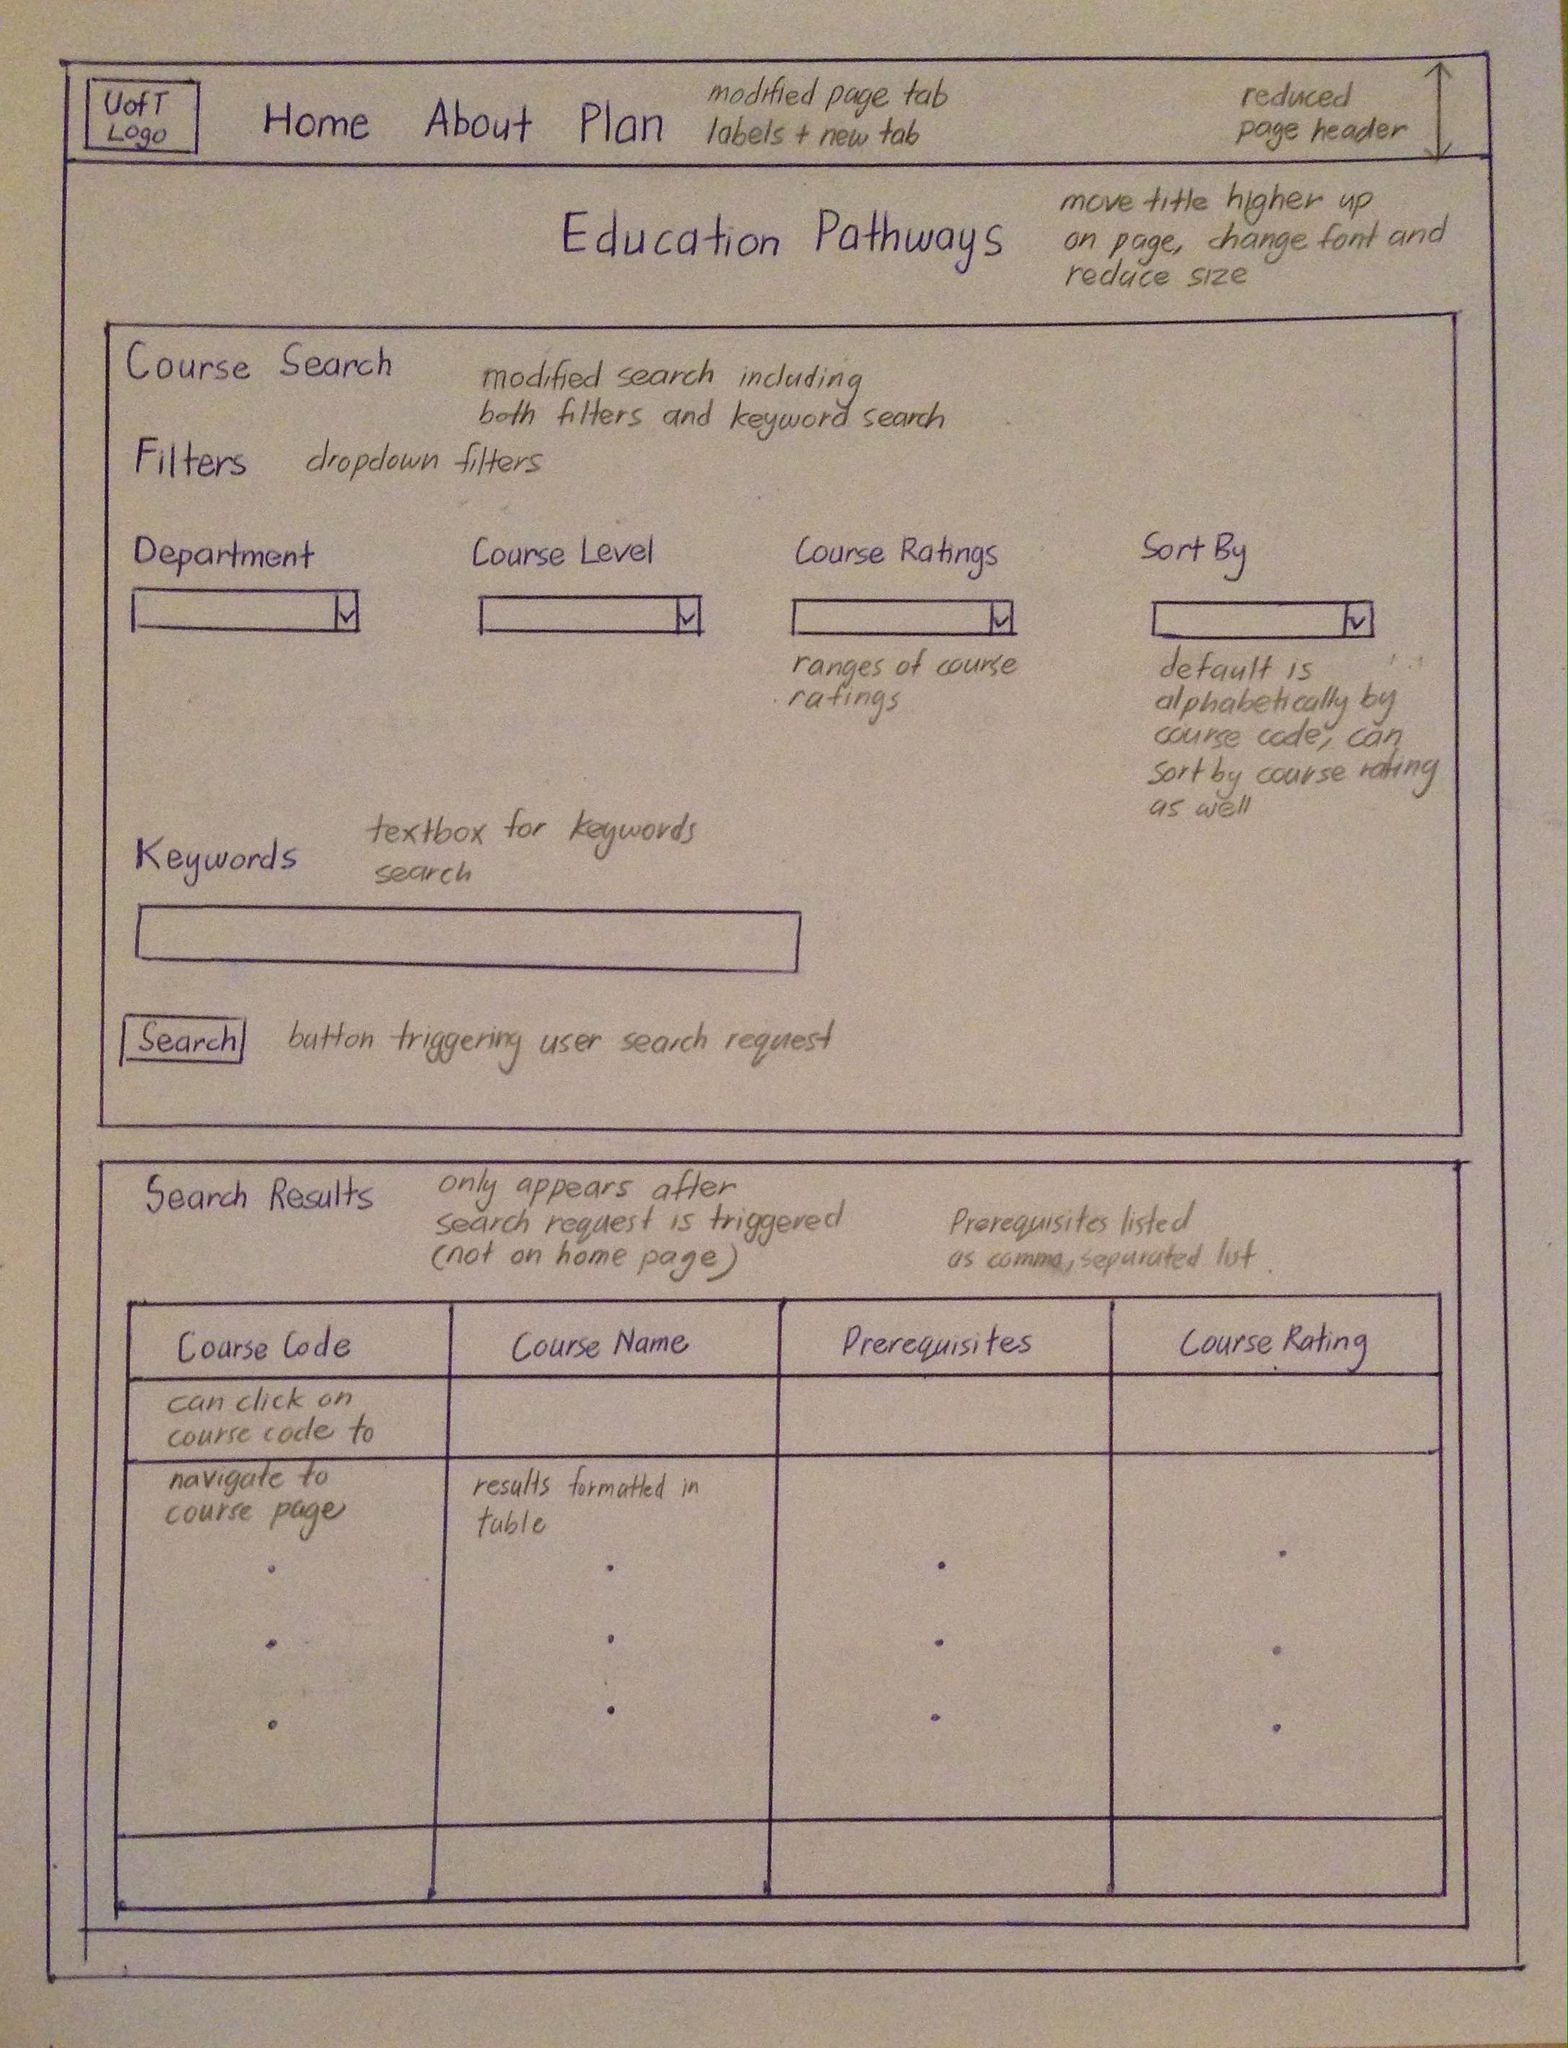 UofT
Logo
Home About Plan
modified page tab
labels + new tab
reduced
page header
Education Pathways
move title higher up
on page, change font and
reduce size
Course Search
modified search including
both filters and keyword search
Filters
dropdown filters
Department
Course Level
Course Ratings
Sort By
ranges of course
ratings
default is
alphabetically by
course code, can
sort by course rating
as well
Keywords
textbox for keywords
search
Search
button triggering user search request
Search Results
only appears after
search request is triggered
(not on home page)
Prerequisites listed
as comma, separated list
Course Code
Course Name
Prerequisites
Course Rating
can click on
course code to
navigate to
course page
results formatted in
table